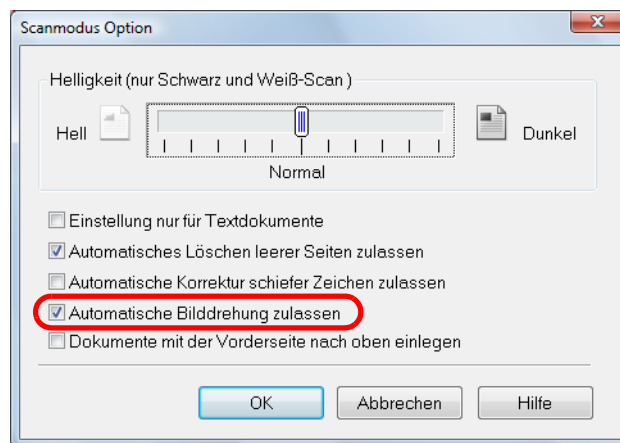 Scanmodus Option
Helligkeit (nur Schwarz und Weiß-Scan )
Hell
Dunkel
Normal
Einstellung nur für Textdokumente
Automatisches Löschen leerer Seiten zulassen
Automatische Korrektur schiefer Zeichen zulassen
Automatische Bilddrehung zulassen
Dokumente mit der Vorderseite nach oben einlegen
OK Abbrechen Hilfe